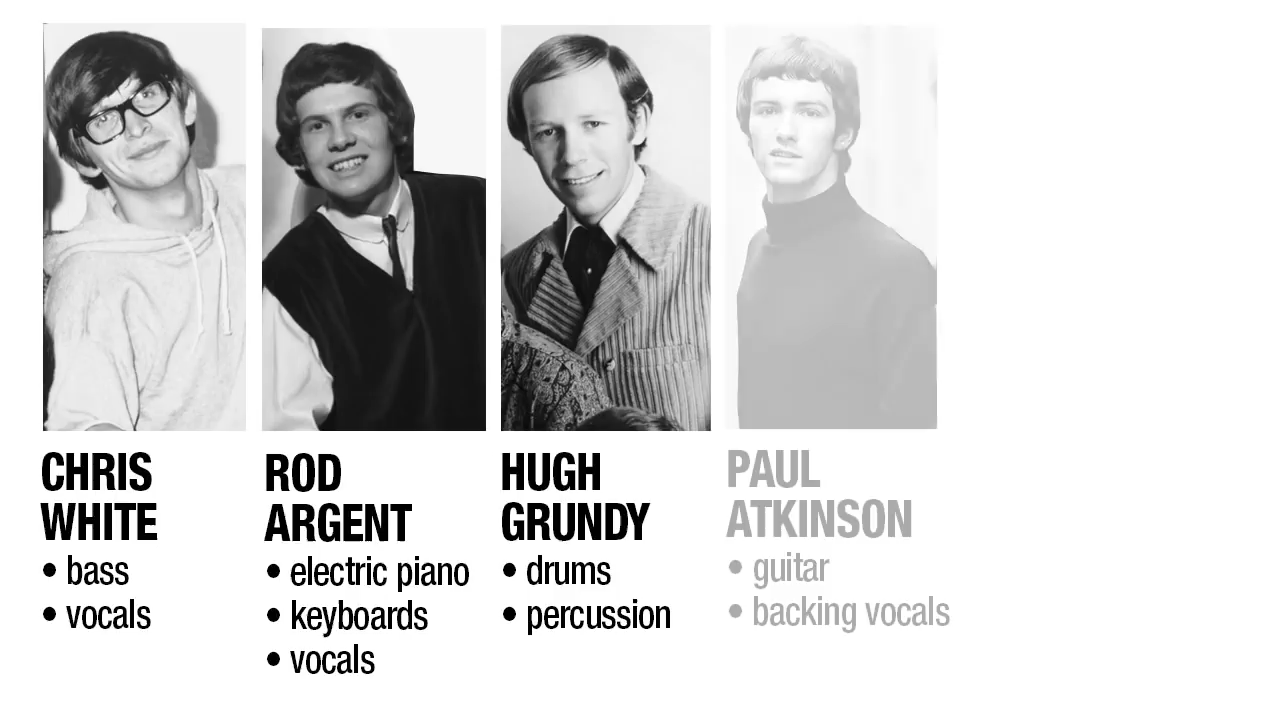 CHRIS
WHITE
• bass
• vocals
ROD
ARGENT
• electric piano
• keyboards
• vocals
HUGH
GRUNDY
• drums
• percussion
PAUL
ATKINSON
• guitar
• backing vocals